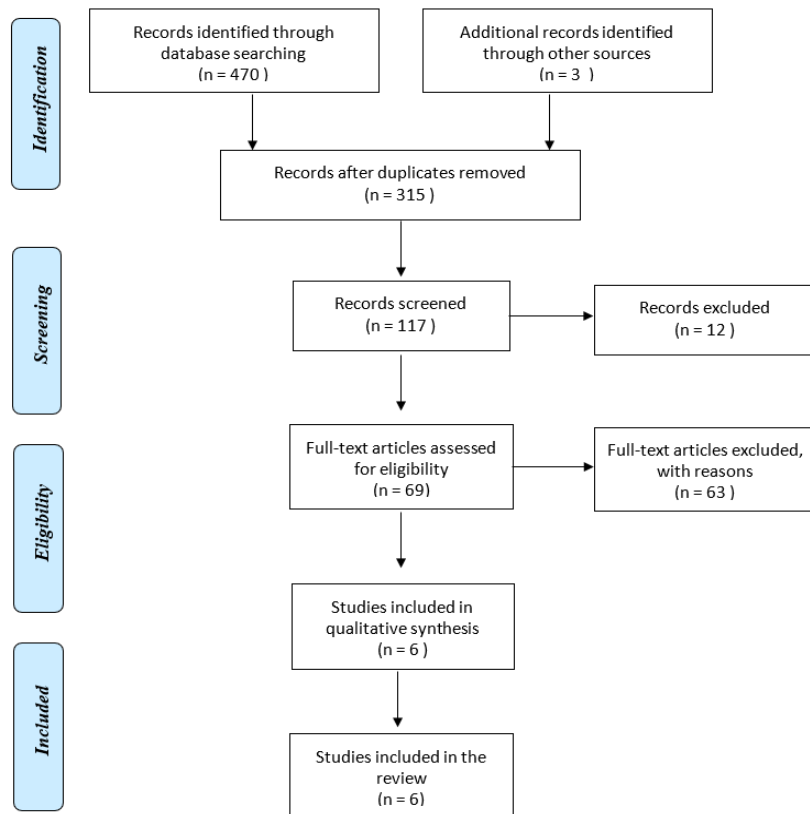 Records identified through
database searching
(n = 470 )
Additional records identified
through other sources
(n = 3 )
Identification
Records after duplicates removed
(n = 315 )
Screening
Records screened
(n = 117 )
Records excluded
(n = 12 )
Eligibility
Full-text articles assessed
for eligibility
(n = 69)
Full-text articles excluded,
with reasons
(n = 63 )
Studies included in
qualitative synthesis
(n = 6 )
Included
Studies included in the
review
(n = 6)